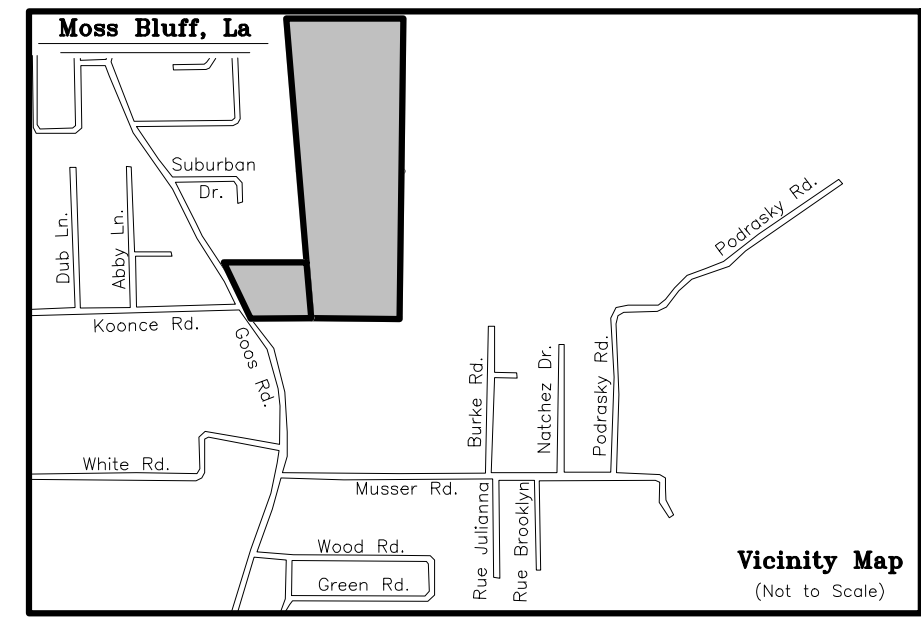 Moss Bluff, La
Suburban
Dr.
Dub Ln.
Abby Ln.
Podrasky Rd.
Koonce Rd.
Goos Rd.
Burke Rd.
Natchez Dr.
Podrasky Rd.
White Rd.
Musser Rd.
Rue Julianna
Rue Brooklyn
Wood Rd.
Green Rd.
Vicinity Map
(Not to Scale)